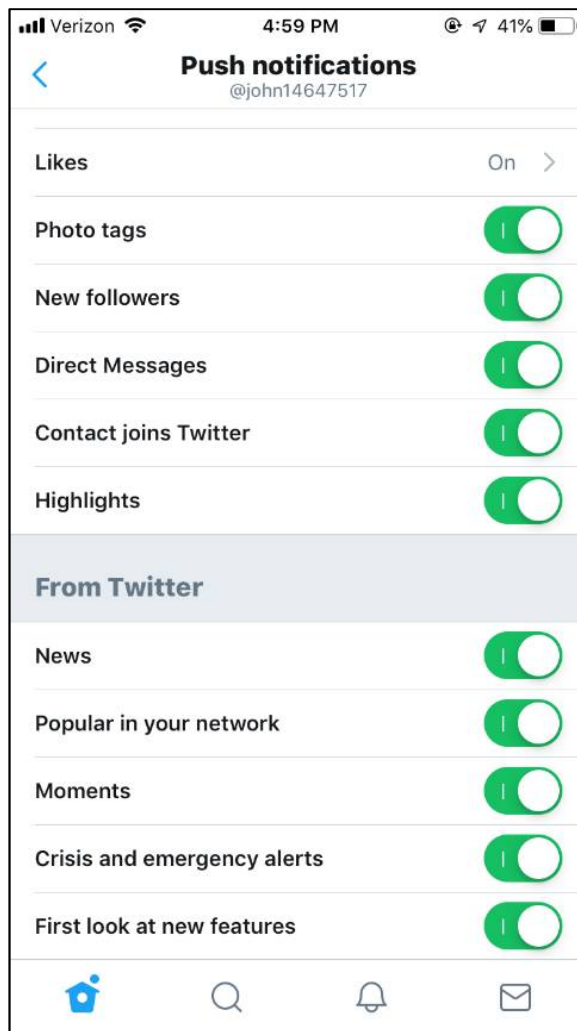 Verizon 4:59 PM 41%
Push notifications
@john14647517
Likes On
Photo tags
New followers
Direct Messages
Contact joins Twitter
Highlights
From Twitter
News
Popular in your network
Moments
Crisis and emergency alerts
First look at new features